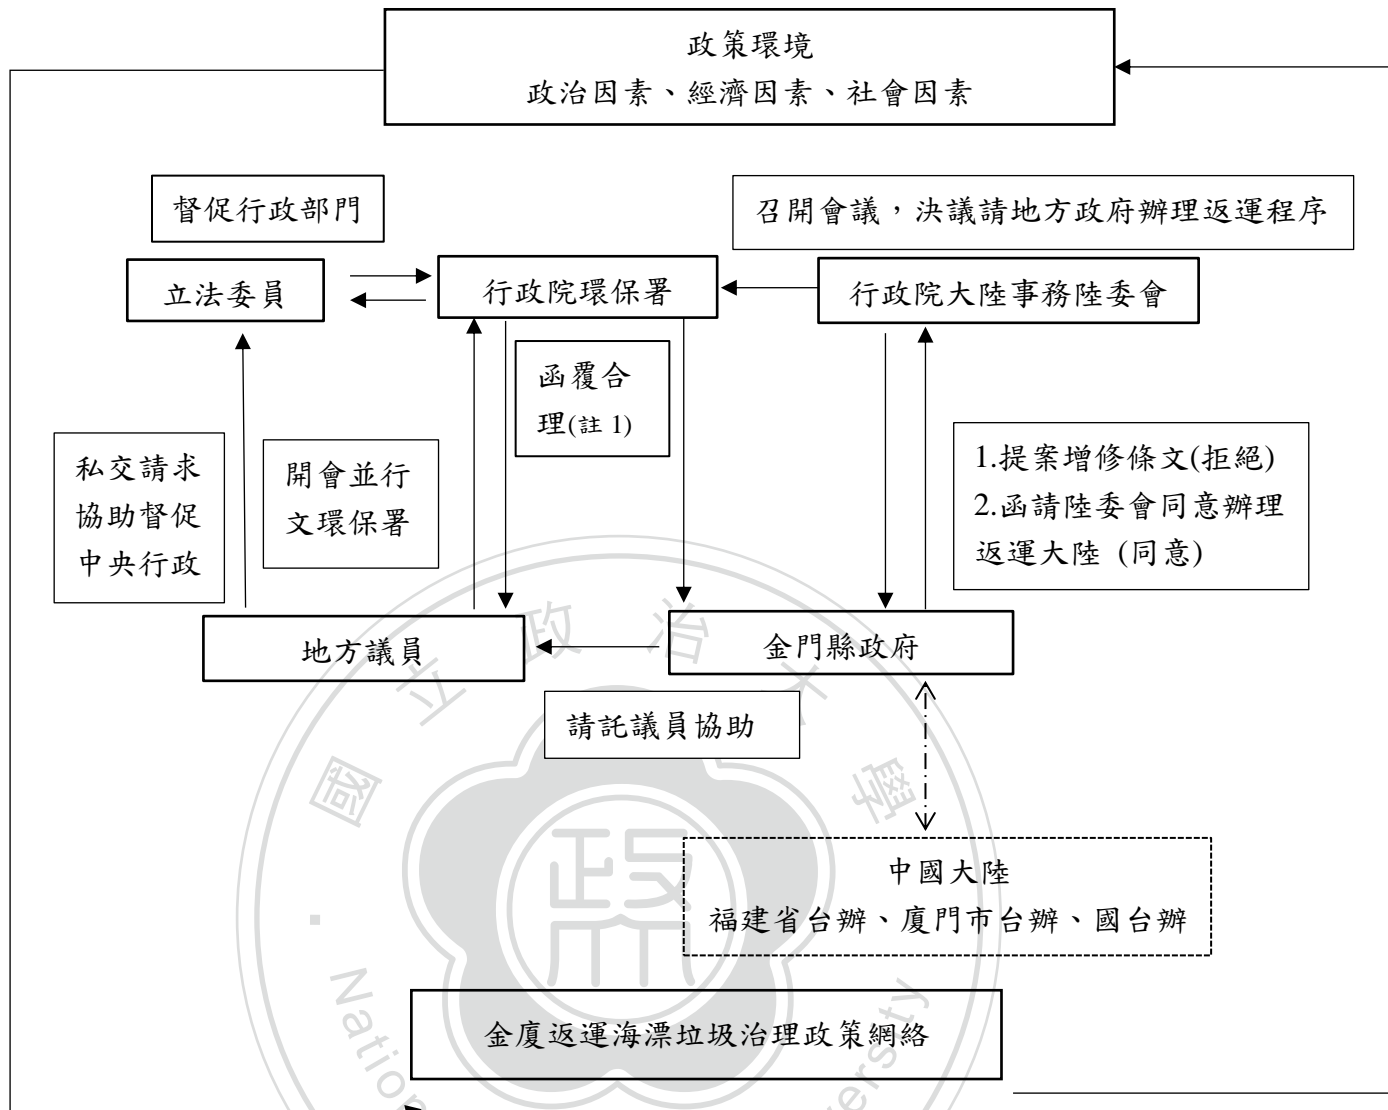 政策環境
政治因素、經濟因素、社會因素
督促行政部門
召開會議，決議請地方政府辦理返運程序
立法委員
行政院環保署
行政院大陸事務陸委會
函覆合
理(註 1)
私交請求
協助督促
中央行政
開會並行
文環保署
1.提案增修條文(拒絕)
2.函請陸委會同意辦理
返運大陸 (同意)
地方議員
金門縣政府
請託議員協助
中國大陸
福建省台辦、廈門市台辦、國台辦
金廈返運海漂垃圾治理政策網絡
國立政治大學